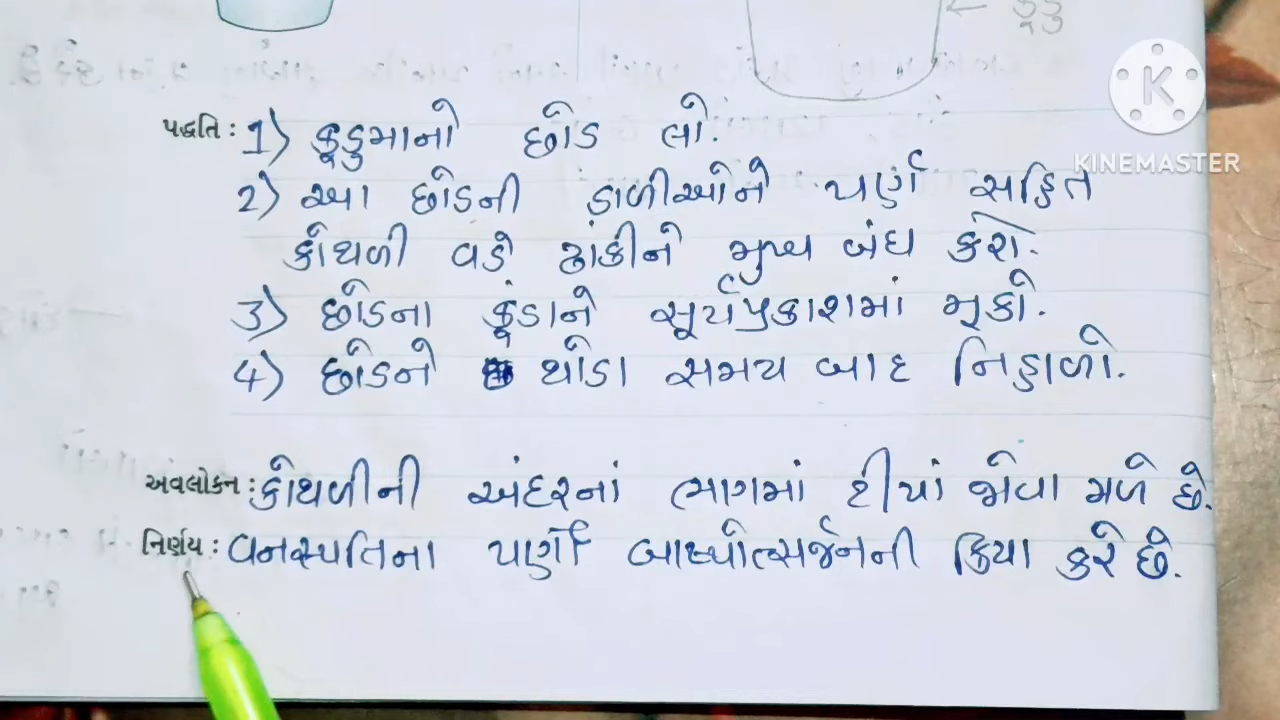 KINEMASTER
પદ્ધતિ : 1) કૂંડુમાનો છોડ લો.
2) આ છોડની ડાળીઓને પર્ણ સહિત
કોથળી વડે ઢાંકીને મુખ બંધ કરો.
3) છોડના કૂંડાને સૂર્યપ્રકાશમાં મૂકો.
4) છોડને થોડા સમય બાદ નિહાળો.
અવલોકન : કોથળીની અંદરનાં ભાગમાં ટીપાં જોવા મળે છે.
નિર્ણય : વનસ્પતિના પર્ણો બાષ્પોત્સર્જનની ક્રિયા કરે છે.